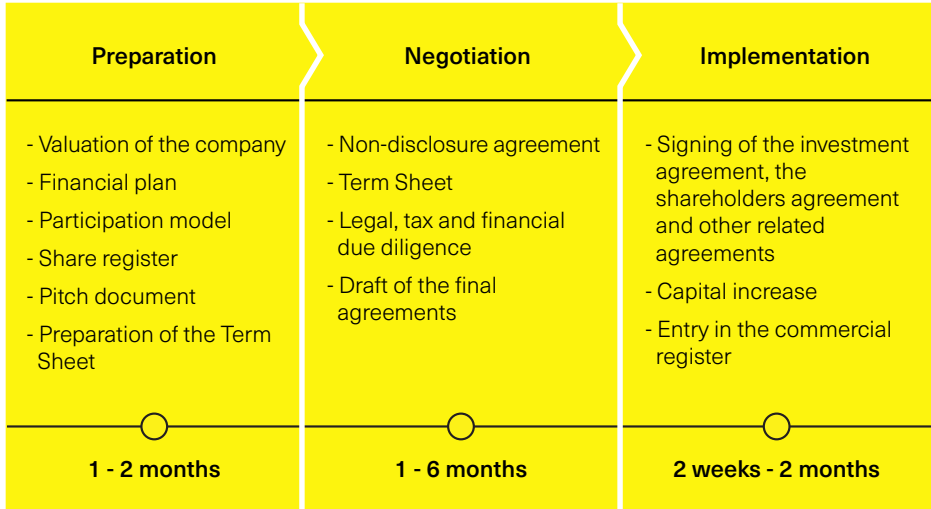 Preparation
- Valuation of the company
- Financial plan
- Participation model
- Share register
- Pitch document
- Preparation of the Term
Sheet
1 - 2 months
Negotiation
- Non-disclosure agreement
- Term Sheet
- Legal, tax and financial
due diligence
- Draft of the final
agreements
1 - 6 months
Implementation
- Signing of the investment
agreement, the
shareholders agreement
and other related
agreements
- Capital increase
- Entry in the commercial
register
2 weeks - 2 months